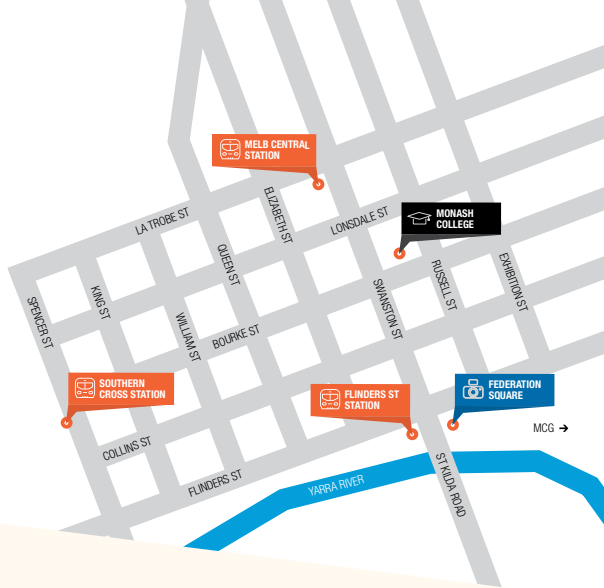 MELB CENTRAL
STATION
ELIZABETH ST
LA TROBE ST
LONSDALE ST
MONASH
COLLEGE
QUEEN ST
RUSSELL ST
EXHIBITION ST
SPENCER ST
KING ST
WILLIAM ST
SWANSTON ST
BOURKE ST
SOUTHERN
CROSS STATION
FLINDERS ST
STATION
FEDERATION
SQUARE
MCG →
COLLINS ST
FLINDERS ST
YARRA RIVER
ST KILDA ROAD